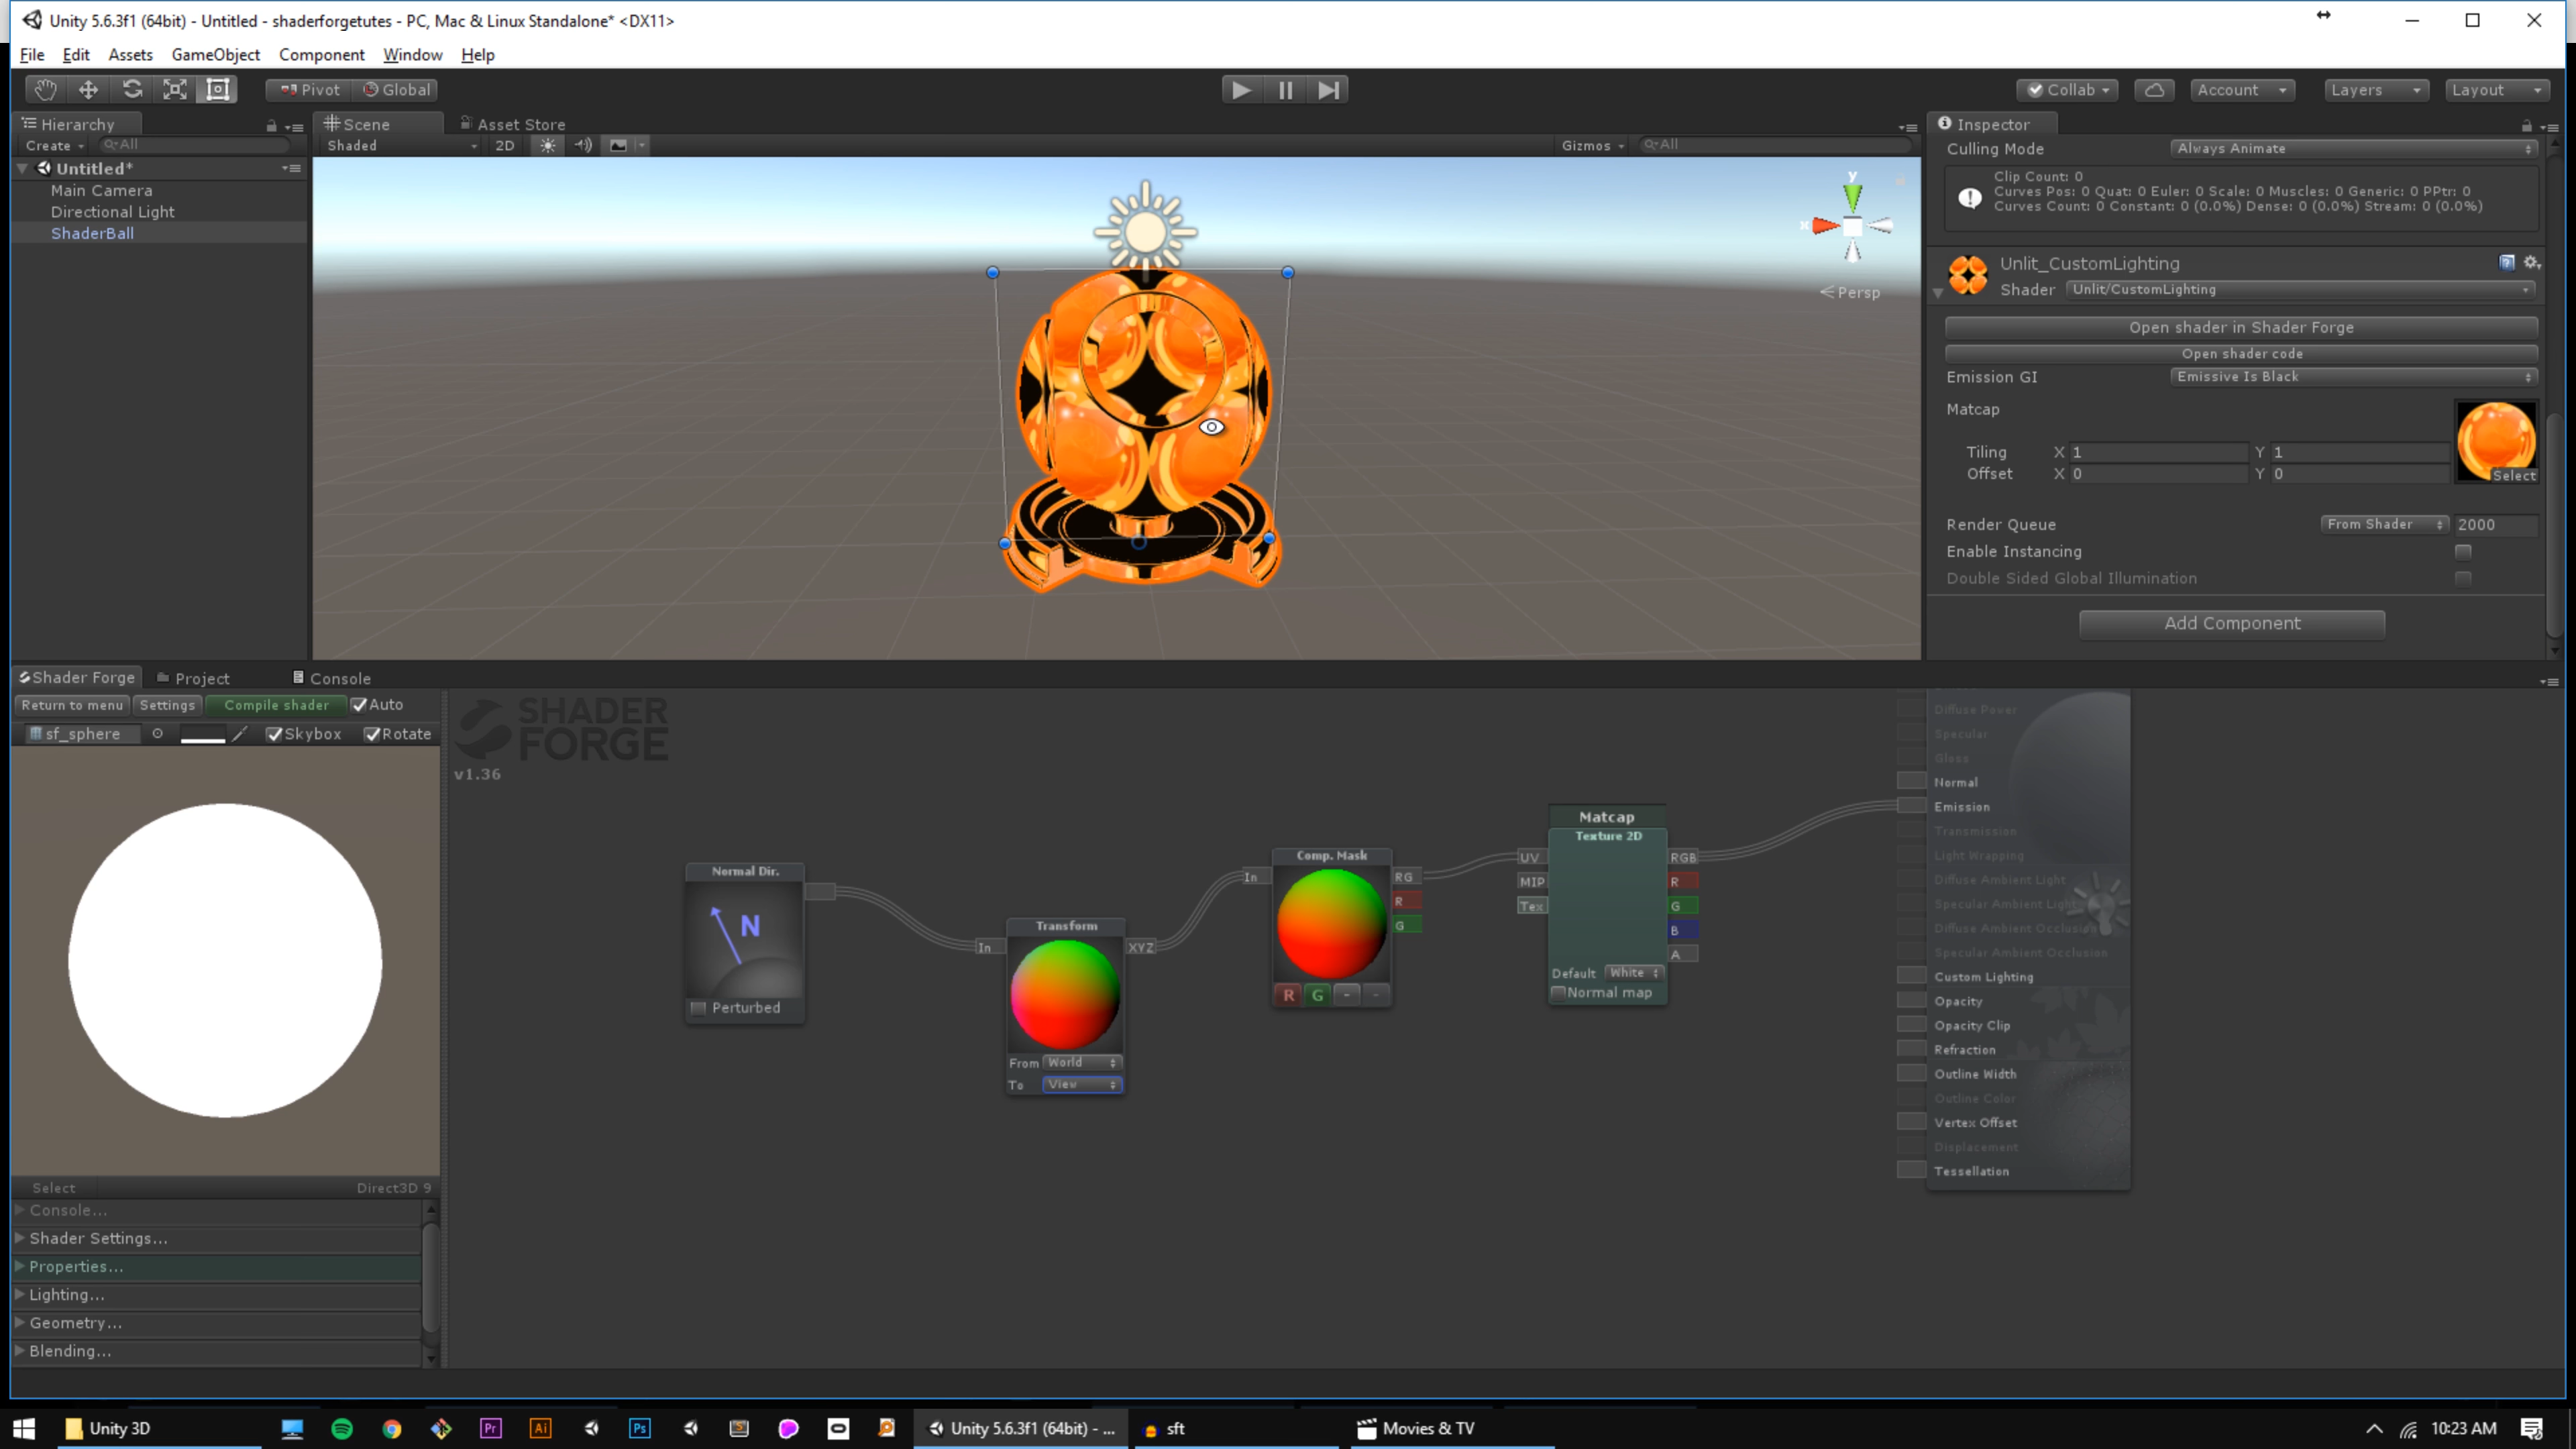 Unity 5.6.3f1 (64bit) - Untitled - shaderforgetutes - PC, Mac & Linux Standalone* <DX11>
File Edit Assets GameObject Component Window Help
Pivot Global Collab Account Layers Layout
Hierarchy
Create All
Untitled*
Main Camera
Directional Light
ShaderBall
Scene Asset Store
Shaded 2D Gizmos All
y
x
Persp
Inspector
Culling Mode Always Animate
Clip Count: 0
Curves Pos: 0 Quat: 0 Euler: 0 Scale: 0 Muscles: 0 Generic: 0 PPtr: 0
Curves Count: 0 Constant: 0 (0.0%) Dense: 0 (0.0%) Stream: 0 (0.0%)
Unlit_CustomLighting
Shader Unlit/CustomLighting
Open shader in Shader Forge
Open shader code
Emission GI Emissive Is Black
Matcap
Tiling X 1 Y 1
Offset X 0 Y 0
Select
Render Queue From Shader 2000
Enable Instancing
Double Sided Global Illumination
Add Component
Shader Forge Project Console
Return to menu Settings Compile shader Auto
sf_sphere Skybox Rotate
Select Direct3D 9
Console...
Shader Settings...
Properties...
Lighting...
Geometry...
Blending...
SHADER
FORGE
v1.36
Normal Dir.
N
Perturbed
Transform
In XYZ
From World
To View
Comp. Mask
In RG
R
G
R G - -
Matcap
Texture 2D
UV RGB
MIP R
Tex G
B
A
Default White
Normal map
Diffuse Power
Specular
Gloss
Normal
Emission
Transmission
Light Wrapping
Diffuse Ambient Light
Specular Ambient Light
Diffuse Ambient Occlusion
Specular Ambient Occlusion
Custom Lighting
Opacity
Opacity Clip
Refraction
Outline Width
Outline Color
Vertex Offset
Displacement
Tessellation
Unity 3D Pr Ai Ps Unity 5.6.3f1 (64bit) - ... sft Movies & TV 10:23 AM